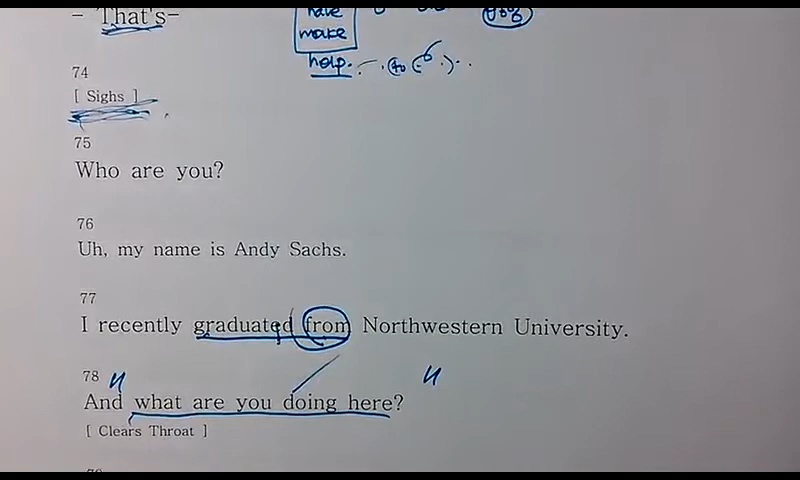 - That's-
have
make
help.
74
[ Sighs ]
75
Who are you?
76
Uh, my name is Andy Sachs.
77
I recently graduated from Northwestern University.
78
And what are you doing here?
[ Clears Throat ]